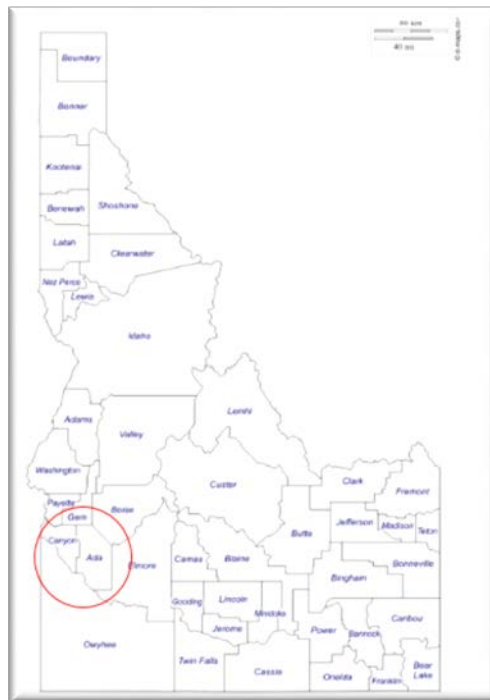 40 mi
Boundary
Bonner
Kootenai
Benewah
Shoshone
Latah
Clearwater
Nez Perce
Lewis
Idaho
Adams
Lemhi
Valley
Washington
Custer
Clark
Fremont
Payette
Gem
Boise
Butte
Jefferson
Madison
Teton
Canyon
Ada
Elmore
Camas
Blaine
Bonneville
Bingham
Gooding
Lincoln
Minidoka
Jerome
Power
Bannock
Caribou
Owyhee
Twin Falls
Cassia
Oneida
Franklin
Bear
Lake